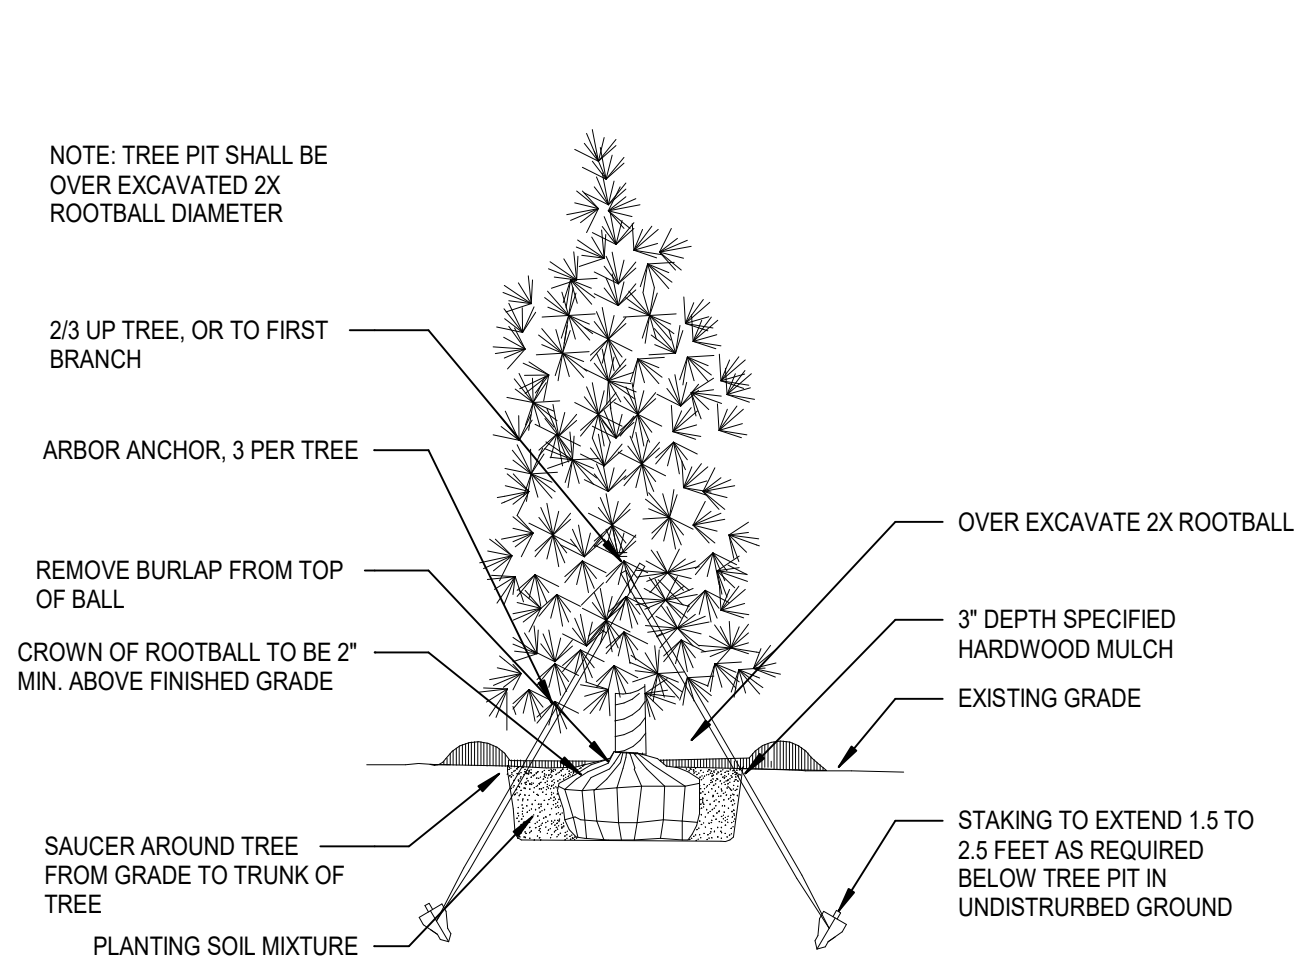 NOTE: TREE PIT SHALL BE
OVER EXCAVATED 2X
ROOTBALL DIAMETER
2/3 UP TREE, OR TO FIRST
BRANCH
ARBOR ANCHOR, 3 PER TREE
REMOVE BURLAP FROM TOP
OF BALL
CROWN OF ROOTBALL TO BE 2"
MIN. ABOVE FINISHED GRADE
SAUCER AROUND TREE
FROM GRADE TO TRUNK OF
TREE
PLANTING SOIL MIXTURE
OVER EXCAVATE 2X ROOTBALL
3" DEPTH SPECIFIED
HARDWOOD MULCH
EXISTING GRADE
STAKING TO EXTEND 1.5 TO
2.5 FEET AS REQUIRED
BELOW TREE PIT IN
UNDISTRURBED GROUND